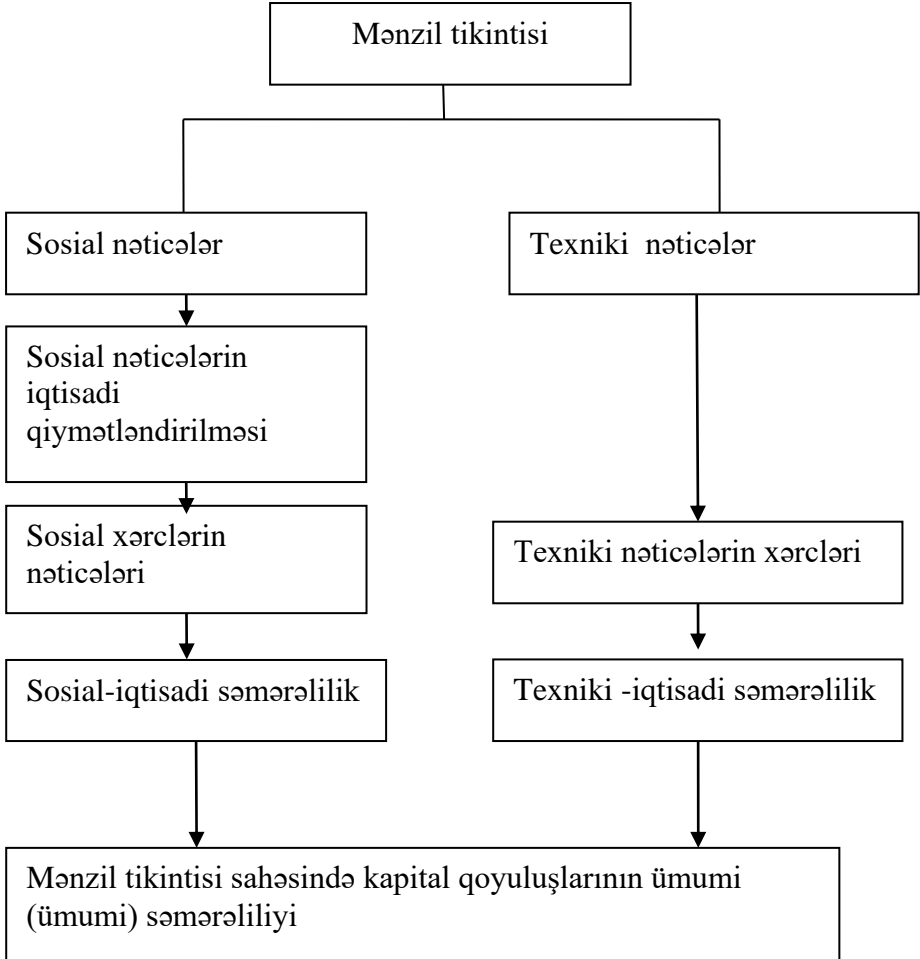 Mənzil tikintisi
Sosial nəticələr
Texniki nəticələr
Sosial nəticələrin
iqtisadi
qiymətləndirilməsi
Sosial xərclərin
nəticələri
Texniki nəticələrin xərcləri
Sosial-iqtisadi səmərəlilik
Texniki -iqtisadi səmərəlilik
Mənzil tikintisi sahəsində kapital qoyuluşlarının ümumi
(ümumi) səmərəliliyi